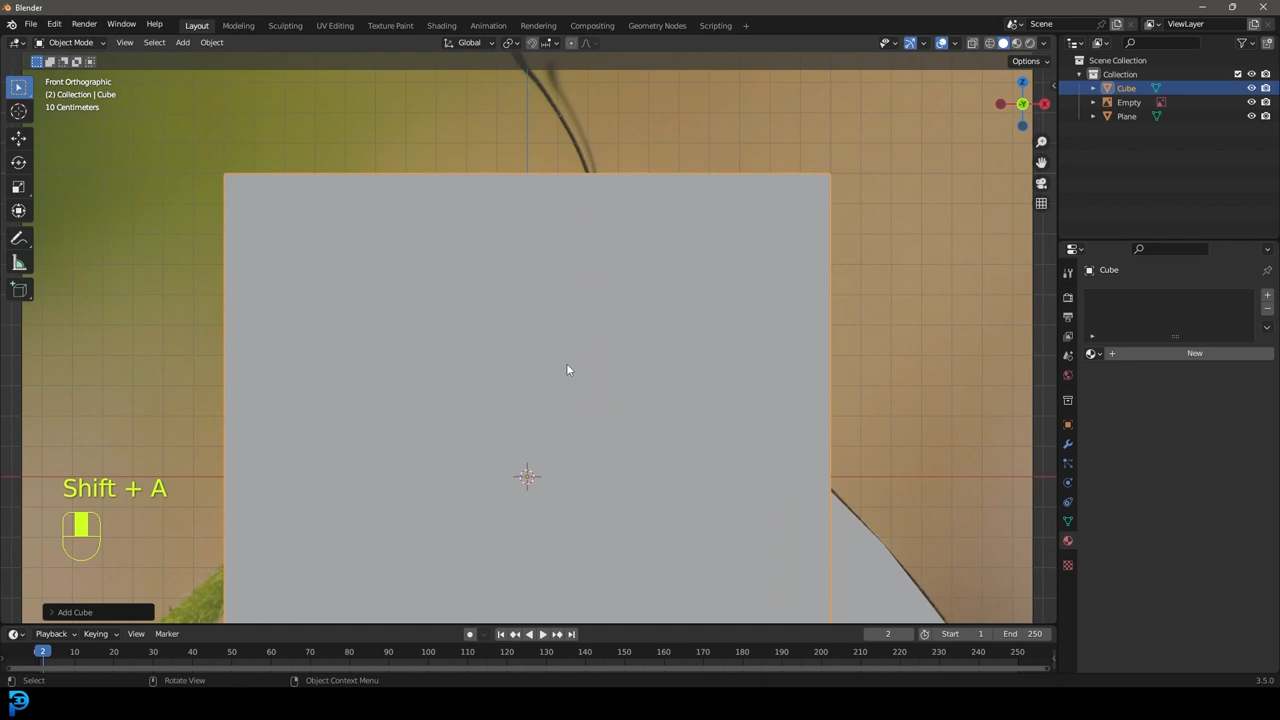 Blender
File Edit Render Window Help Layout Modeling Sculpting UV Editing Texture Paint Shading Animation Rendering Compositing Geometry Nodes Scripting + Scene ViewLayer
Object Mode View Select Add Object Global
Options
Front Orthographic
(2) Collection | Cube
10 Centimeters
Z
-Y
Scene Collection
Collection
Cube
Empty
Plane
Cube
New
Shift + A
Add Cube
Playback Keying View Marker 2 Start 1 End 250
2 10 20 30 40 50 60 70 80 90 100 110 120 130 140 150 160 170 180 190 200 210 220 230 240 250
Select Rotate View Object Context Menu 3.5.0